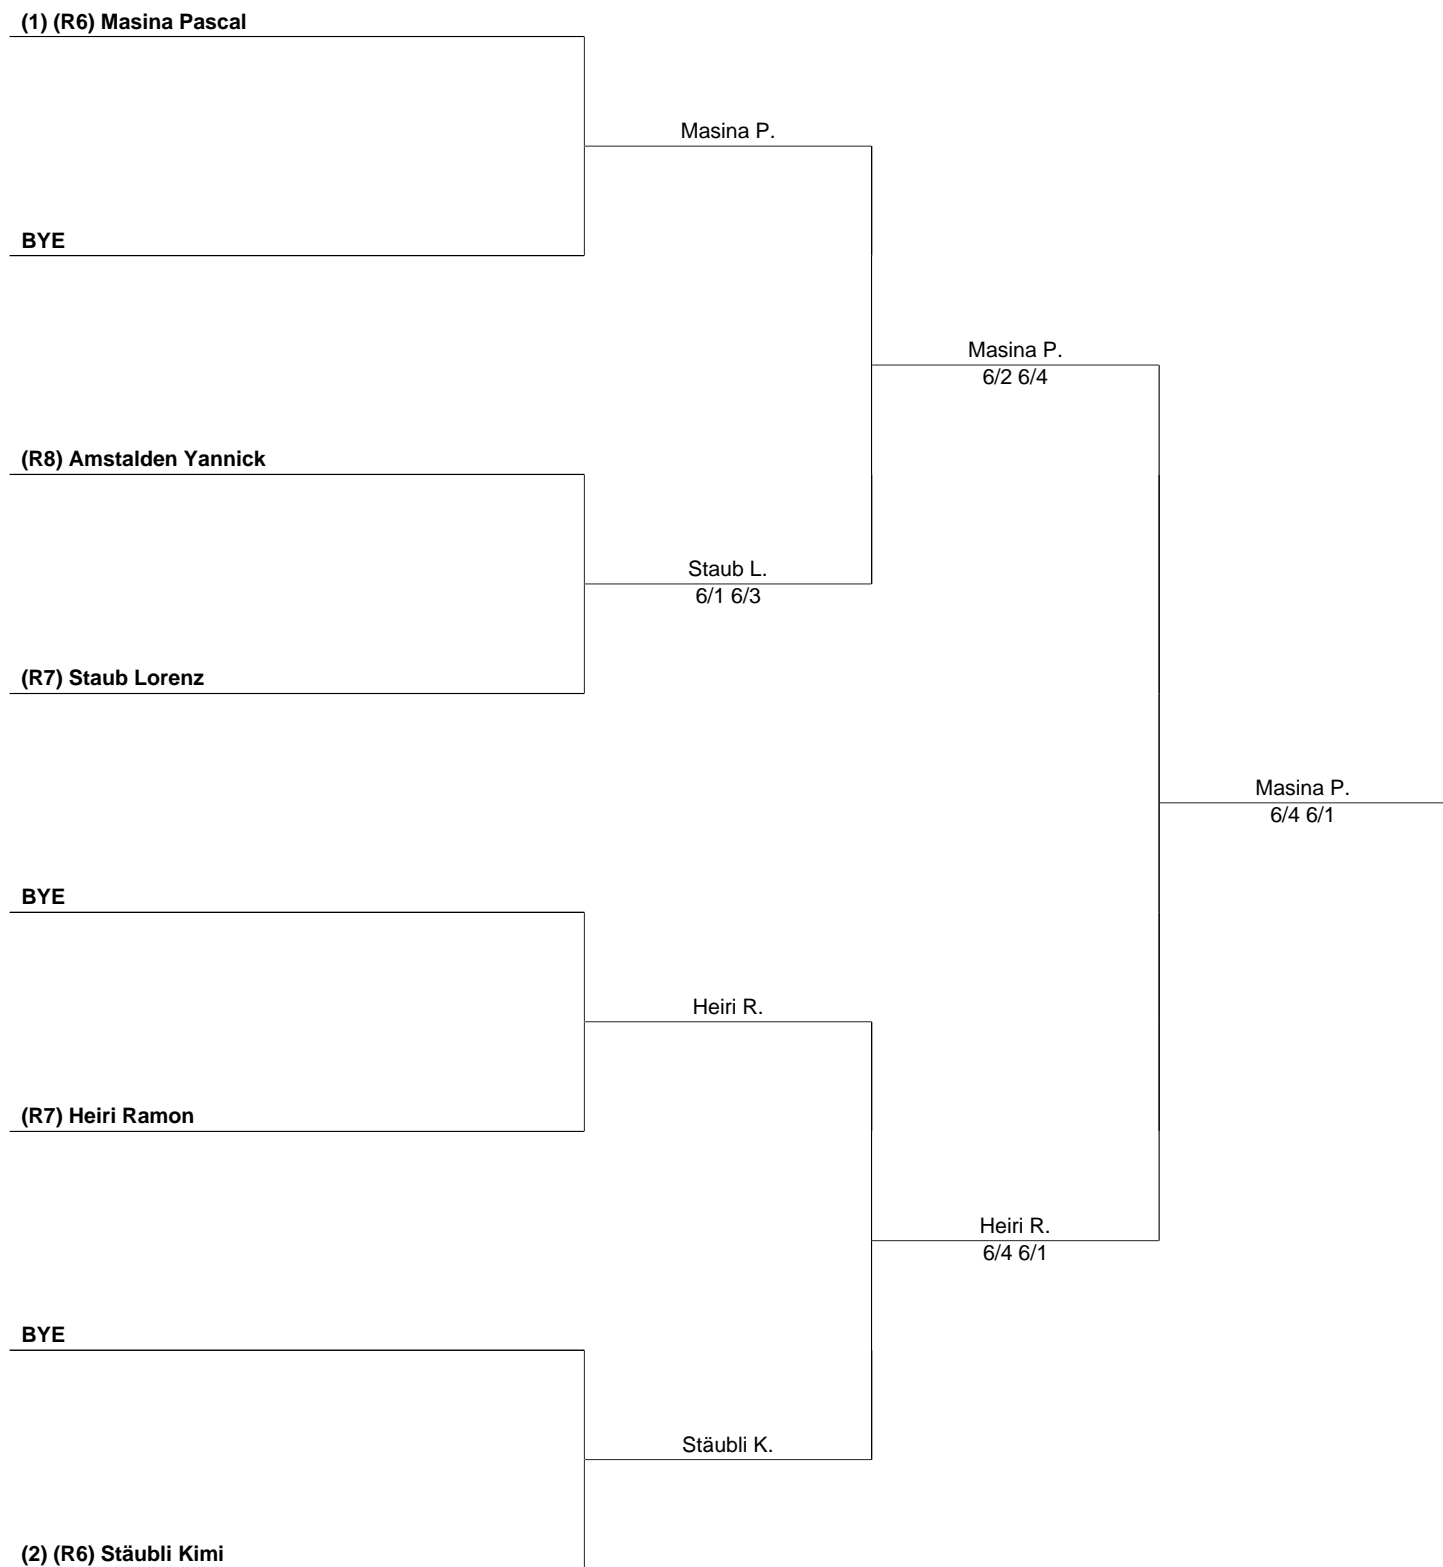 (1) (R6) Masina Pascal
Masina P.
BYE
Masina P.
6/2 6/4
(R8) Amstalden Yannick
Staub L.
6/1 6/3
(R7) Staub Lorenz
Masina P.
6/4 6/1
BYE
Heiri R.
(R7) Heiri Ramon
Heiri R.
6/4 6/1
BYE
Stäubli K.
(2) (R6) Stäubli Kimi